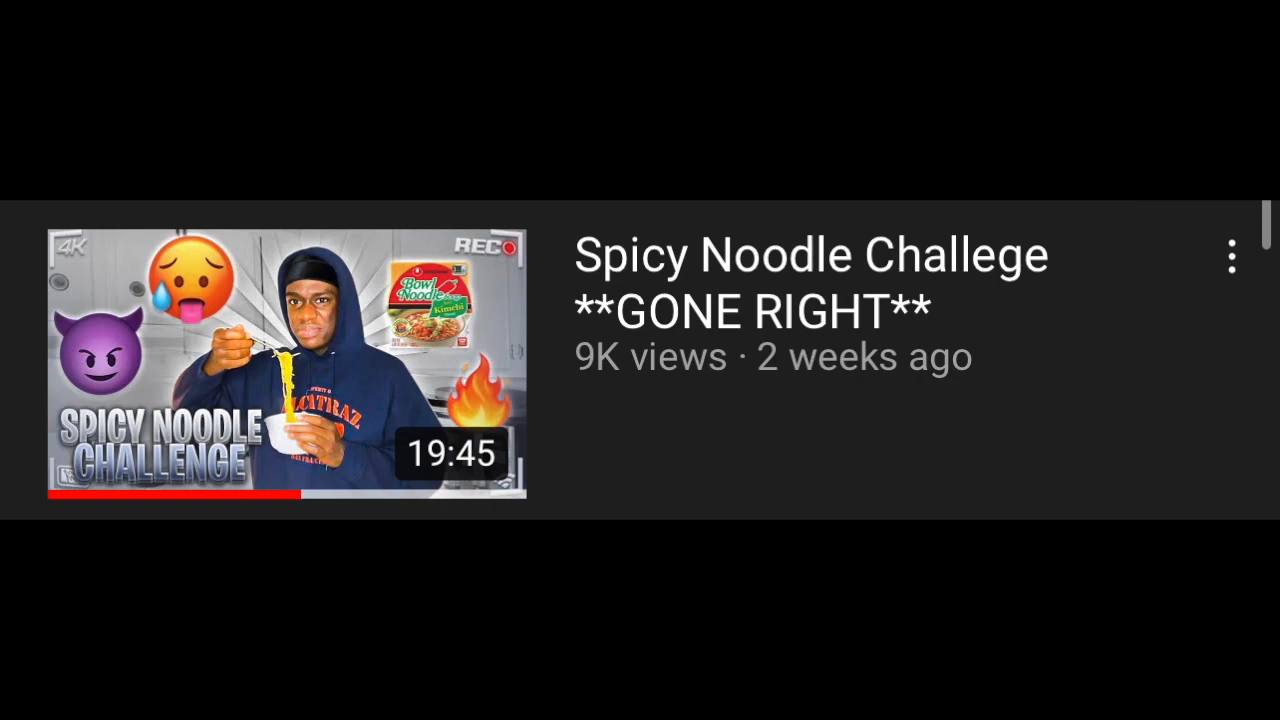 Spicy Noodle Challege
**GONE RIGHT**
9K views · 2 weeks ago
4K
REC
Bowl
Noodle
Kimchi
ALCATRAZ
SPICY NOODLE
CHALLENGE
19:45